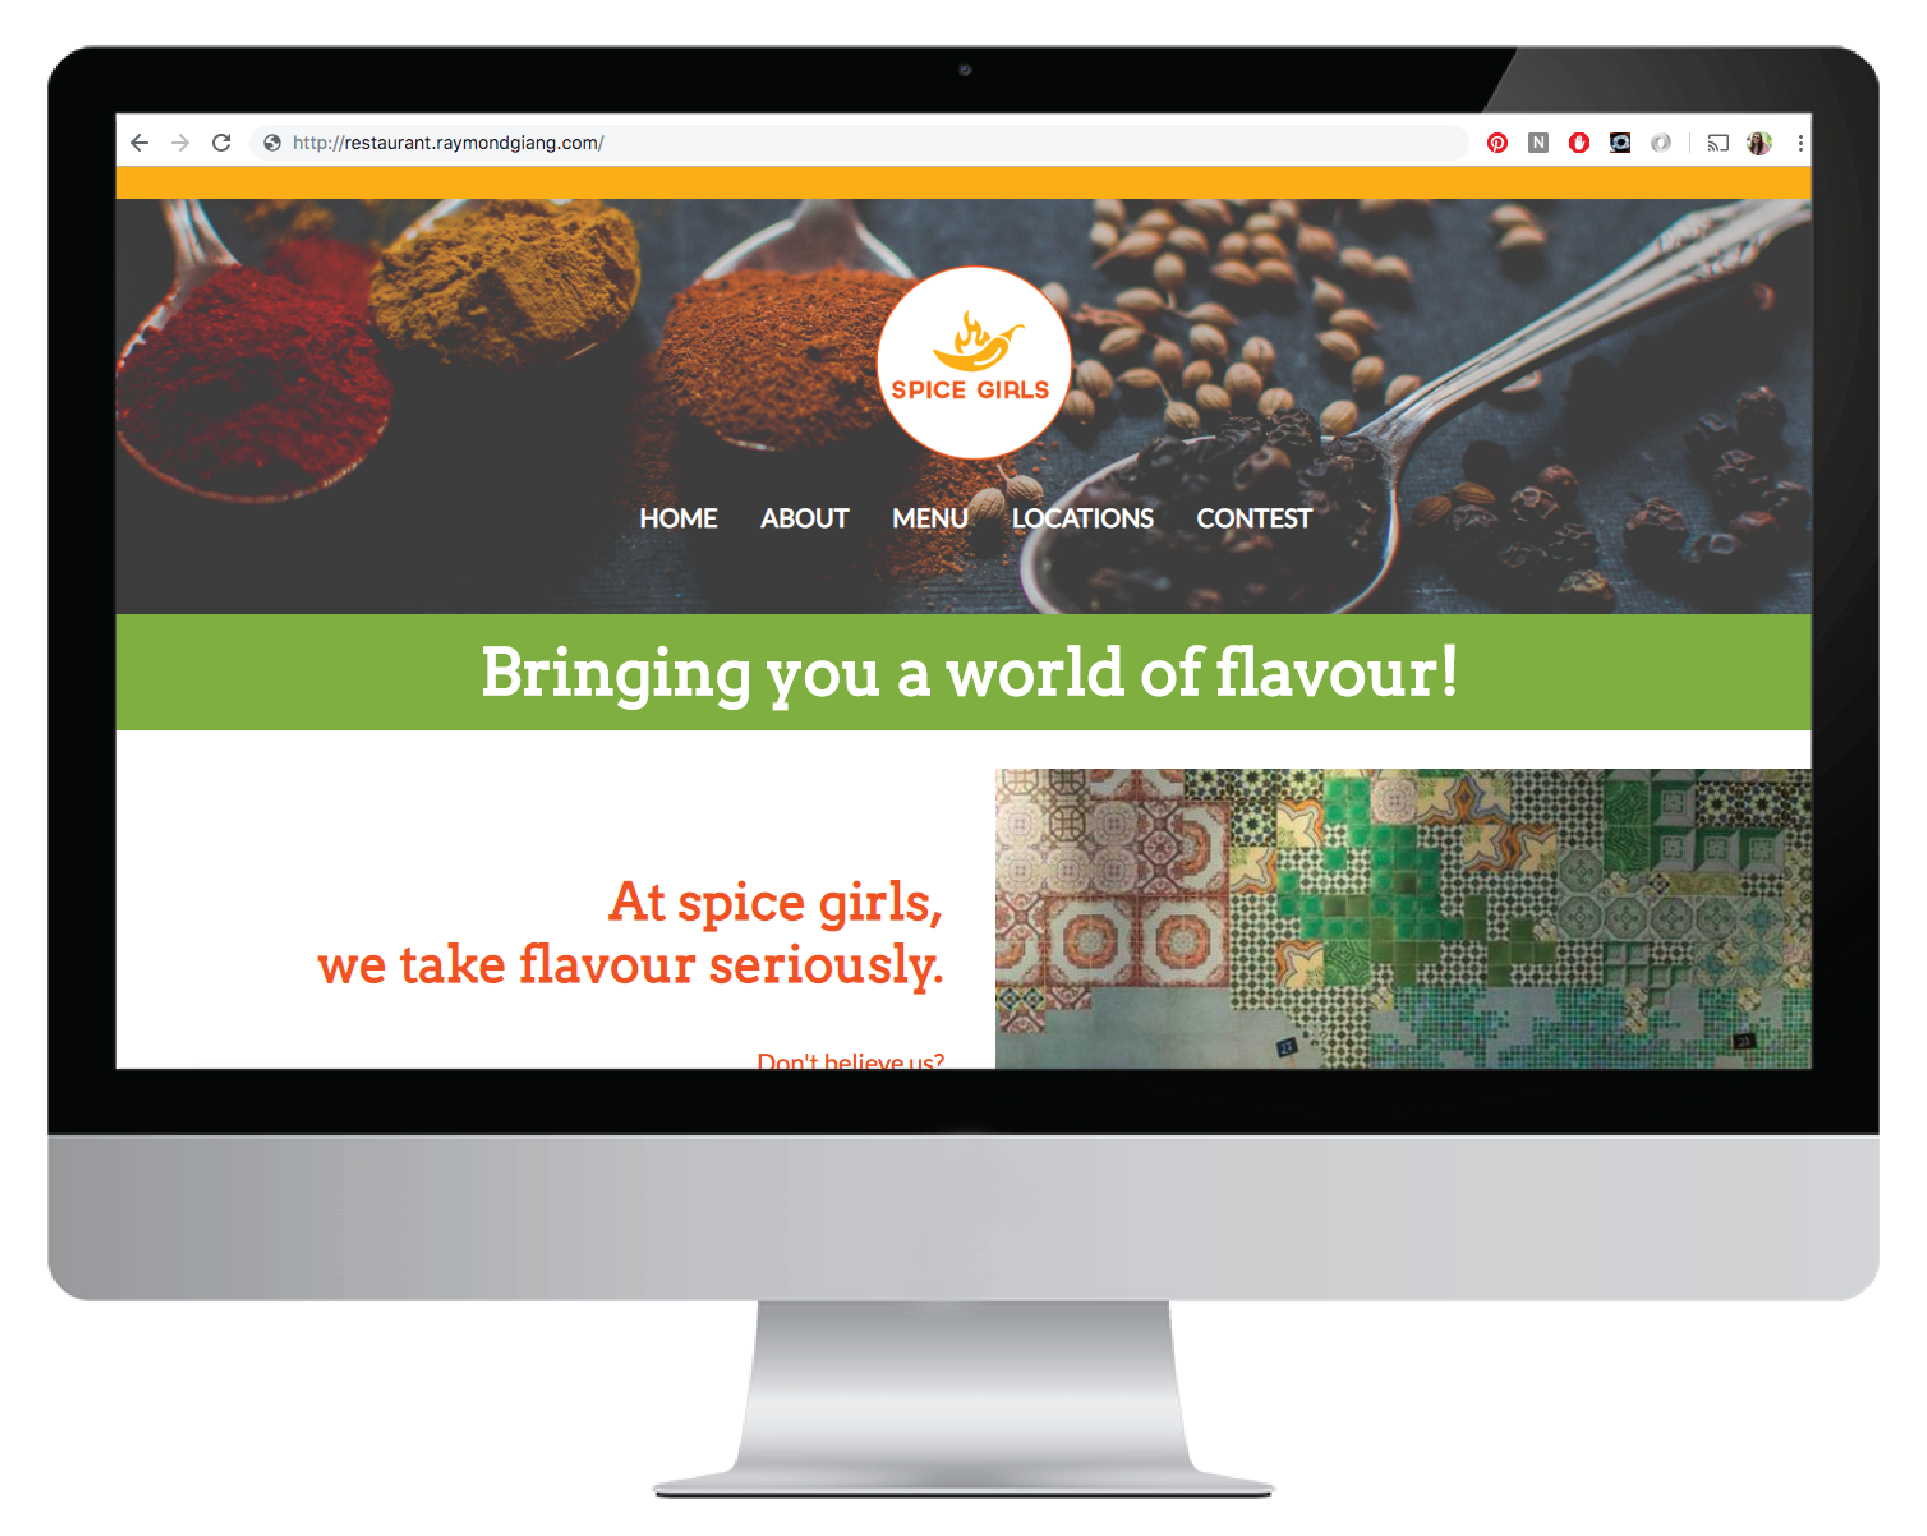 http://restaurant.raymondgiang.com/
N
SPICE GIRLS
HOME ABOUT MENU LOCATIONS CONTEST
Bringing you a world of flavour!
At spice girls,
we take flavour seriously.
Don't believe us?